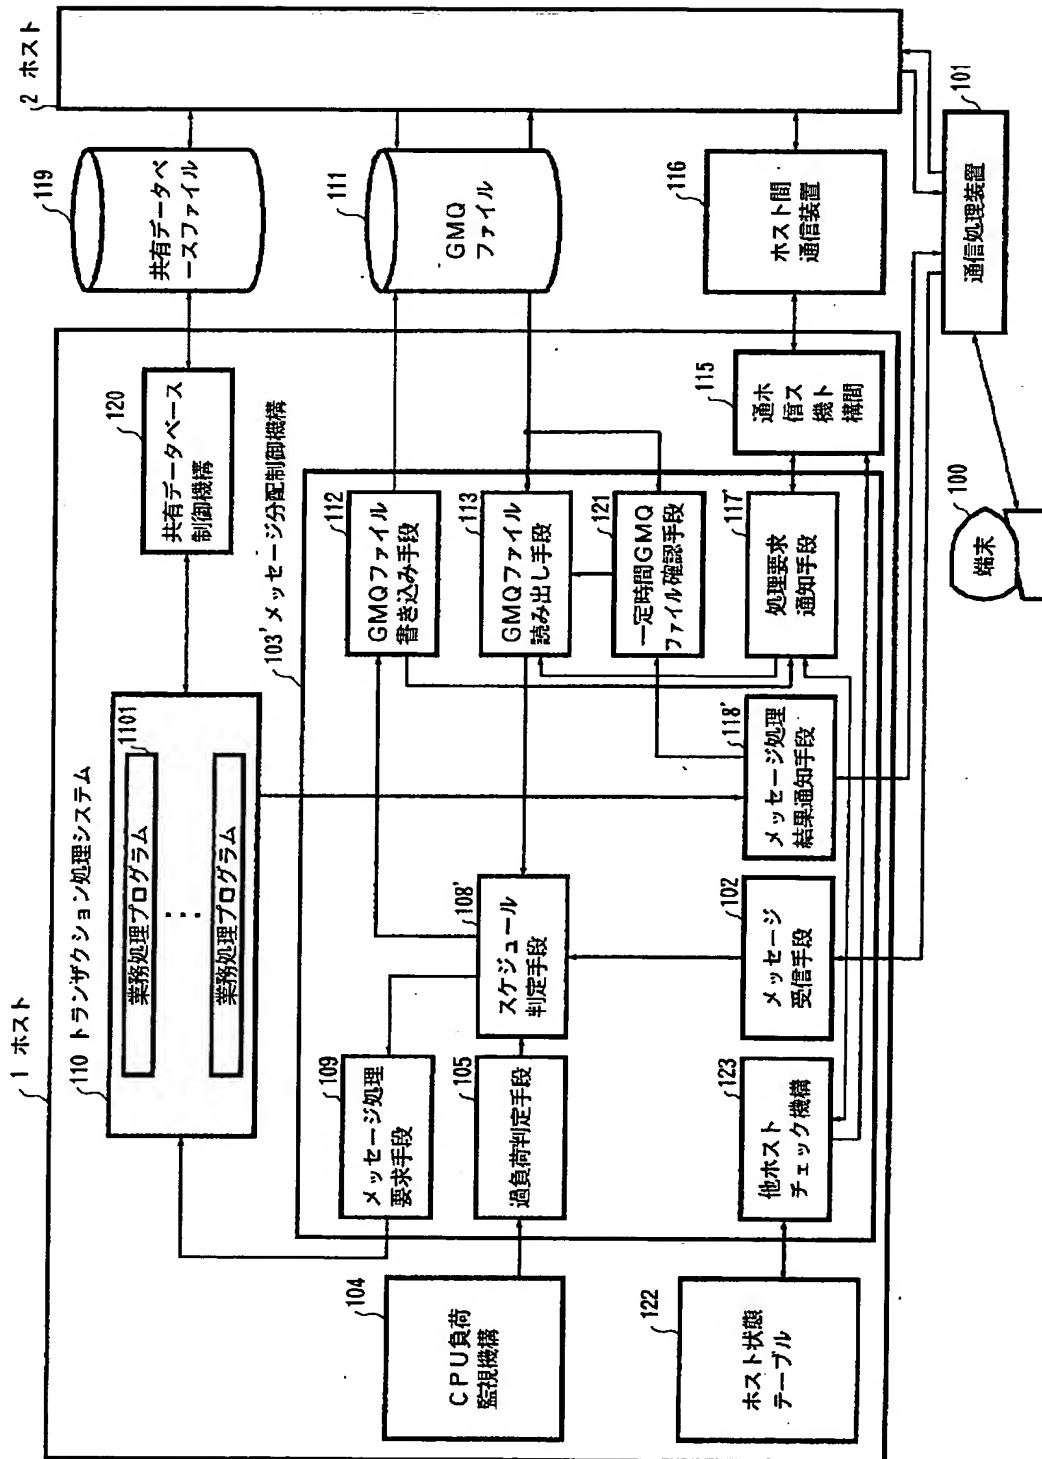 1 ホスト
110 トランザクション処理システム
業務処理プログラム
1101
⋮
業務処理プログラム
120
共有データベース
制御機構
119
共有データベ
ースファイル
2 ホスト
103'メッセージ分配制御機構
109
メッセージ処理
要求手段
108'
スケジュール
判定手段
112
GMQファイル
書き込み手段
111
GMQ
ファイル
104
CPU負荷
監視機構
105
過負荷判定手段
113
GMQファイル
読み出し手段
121
一定時間GMQ
ファイル確認手段
122
ホスト状態
テーブル
123
他ホスト
チェック機構
102
メッセージ
受信手段
118'
メッセージ処理
結果通知手段
117'
処理要求
通知手段
115
ホスト間
通信機構
116
ホスト間
通信装置
100
端末
101
通信処理装置